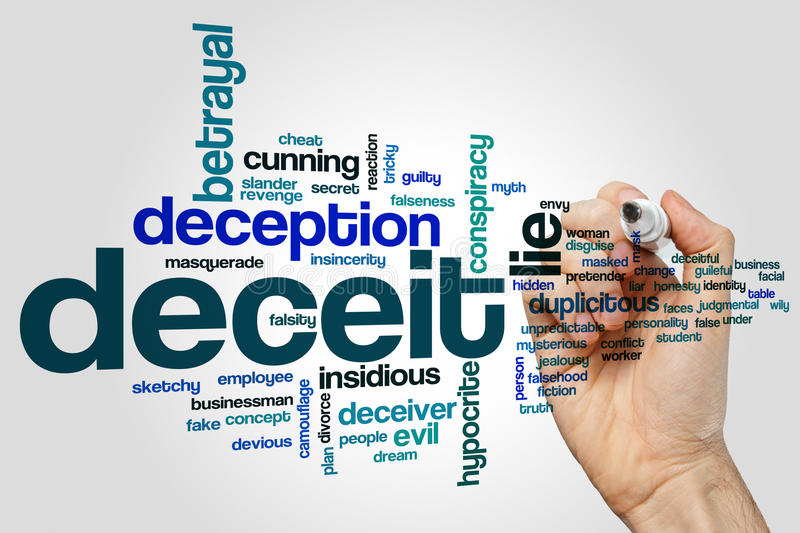 betrayal
cheat
cunning
reaction
tricky
guilty
slander
secret
revenge
falseness
conspiracy
myth
deception
lie
envy
woman
disguise
mask
masquerade
insincerity
masked
pretender
change
deceitful
guileful
business
facial
hidden
liar
honesty
identity
table
deceit
falsity
duplicitous
faces
judgmental
wily
unpredictable
personality
false
under
mysterious
conflict
student
jealousy
worker
sketchy
employee
insidious
hypocrite
person
falsehood
fiction
truth
businessman
camouflage
divorce
deceiver
fake
concept
devious
plan
people
evil
dream